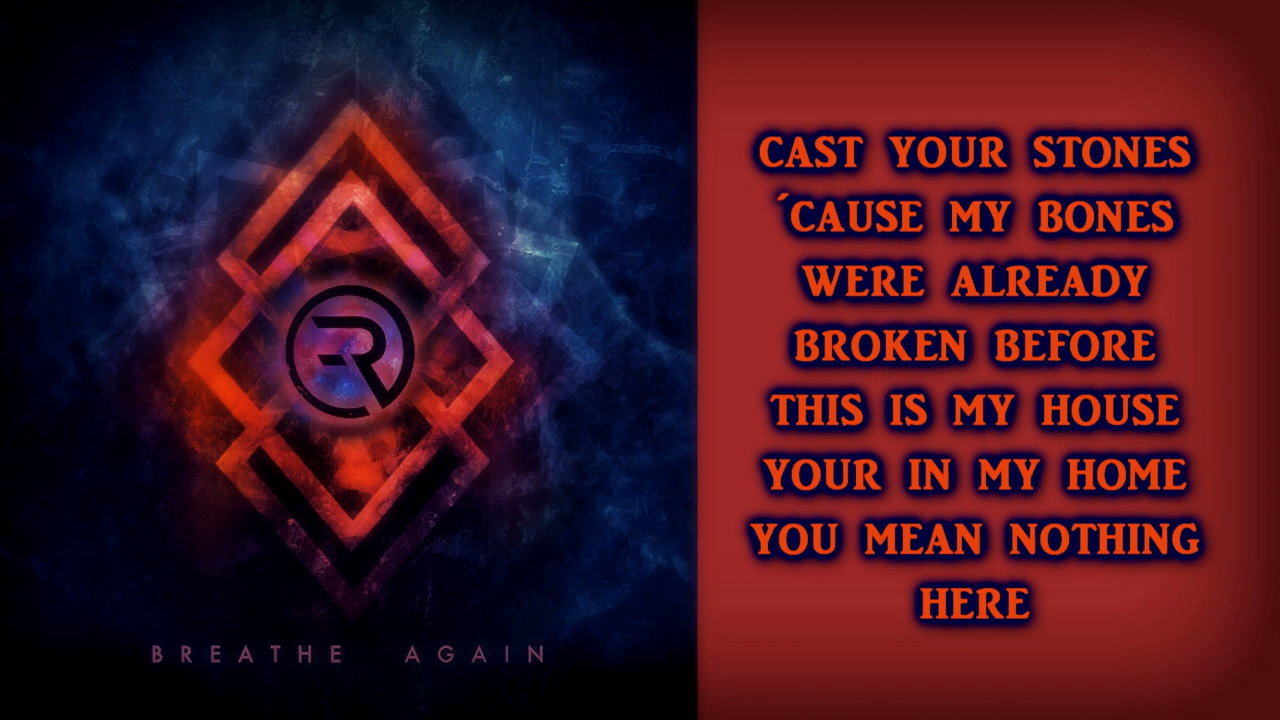 BREATHE AGAIN
CAST YOUR STONES
´CAUSE MY BONES
WERE ALREADY
BROKEN BEFORE
THIS IS MY HOUSE
YOUR IN MY HOME
YOU MEAN NOTHING
HERE